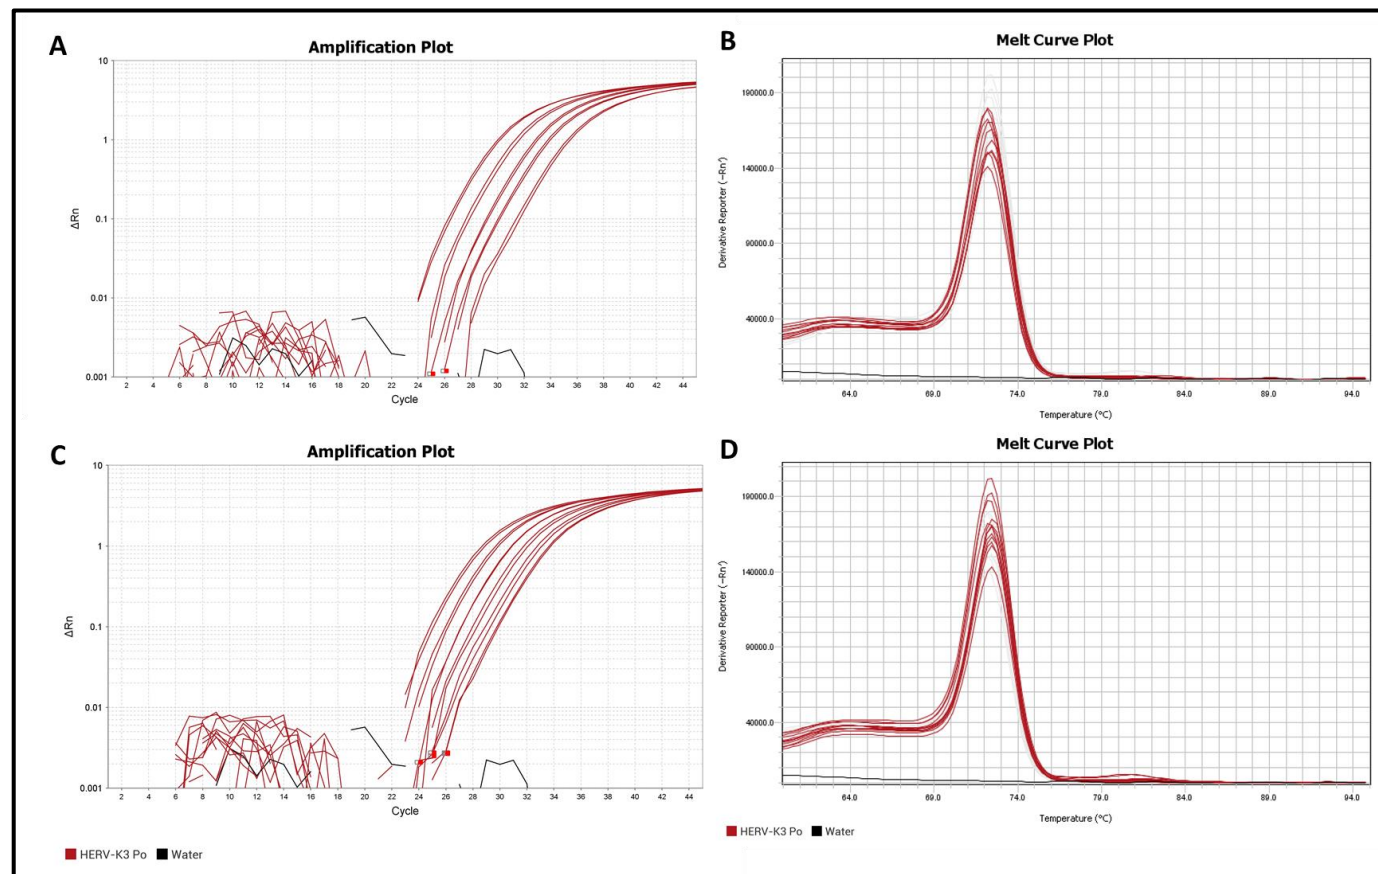 A
Amplification Plot
10
1
0.1
0.01
0.001
ΔRn
2 4 6 8 10 12 14 16 18 20 22 24 26 28 30 32 34 36 38 40 42 44
Cycle
B
Melt Curve Plot
190000.0
140000.0
90000.0
40000.0
Derivative Reporter (-Rn')
64.0 69.0 74.0 79.0 84.0 89.0 94.0
Temperature (°C)
C
Amplification Plot
10
1
0.1
0.01
0.001
ΔRn
2 4 6 8 10 12 14 16 18 20 22 24 26 28 30 32 34 36 38 40 42 44
Cycle
HERV-K3 Po Water
D
Melt Curve Plot
190000.0
140000.0
90000.0
40000.0
Derivative Reporter (-Rn')
64.0 69.0 74.0 79.0 84.0 89.0 94.0
Temperature (°C)
HERV-K3 Po Water